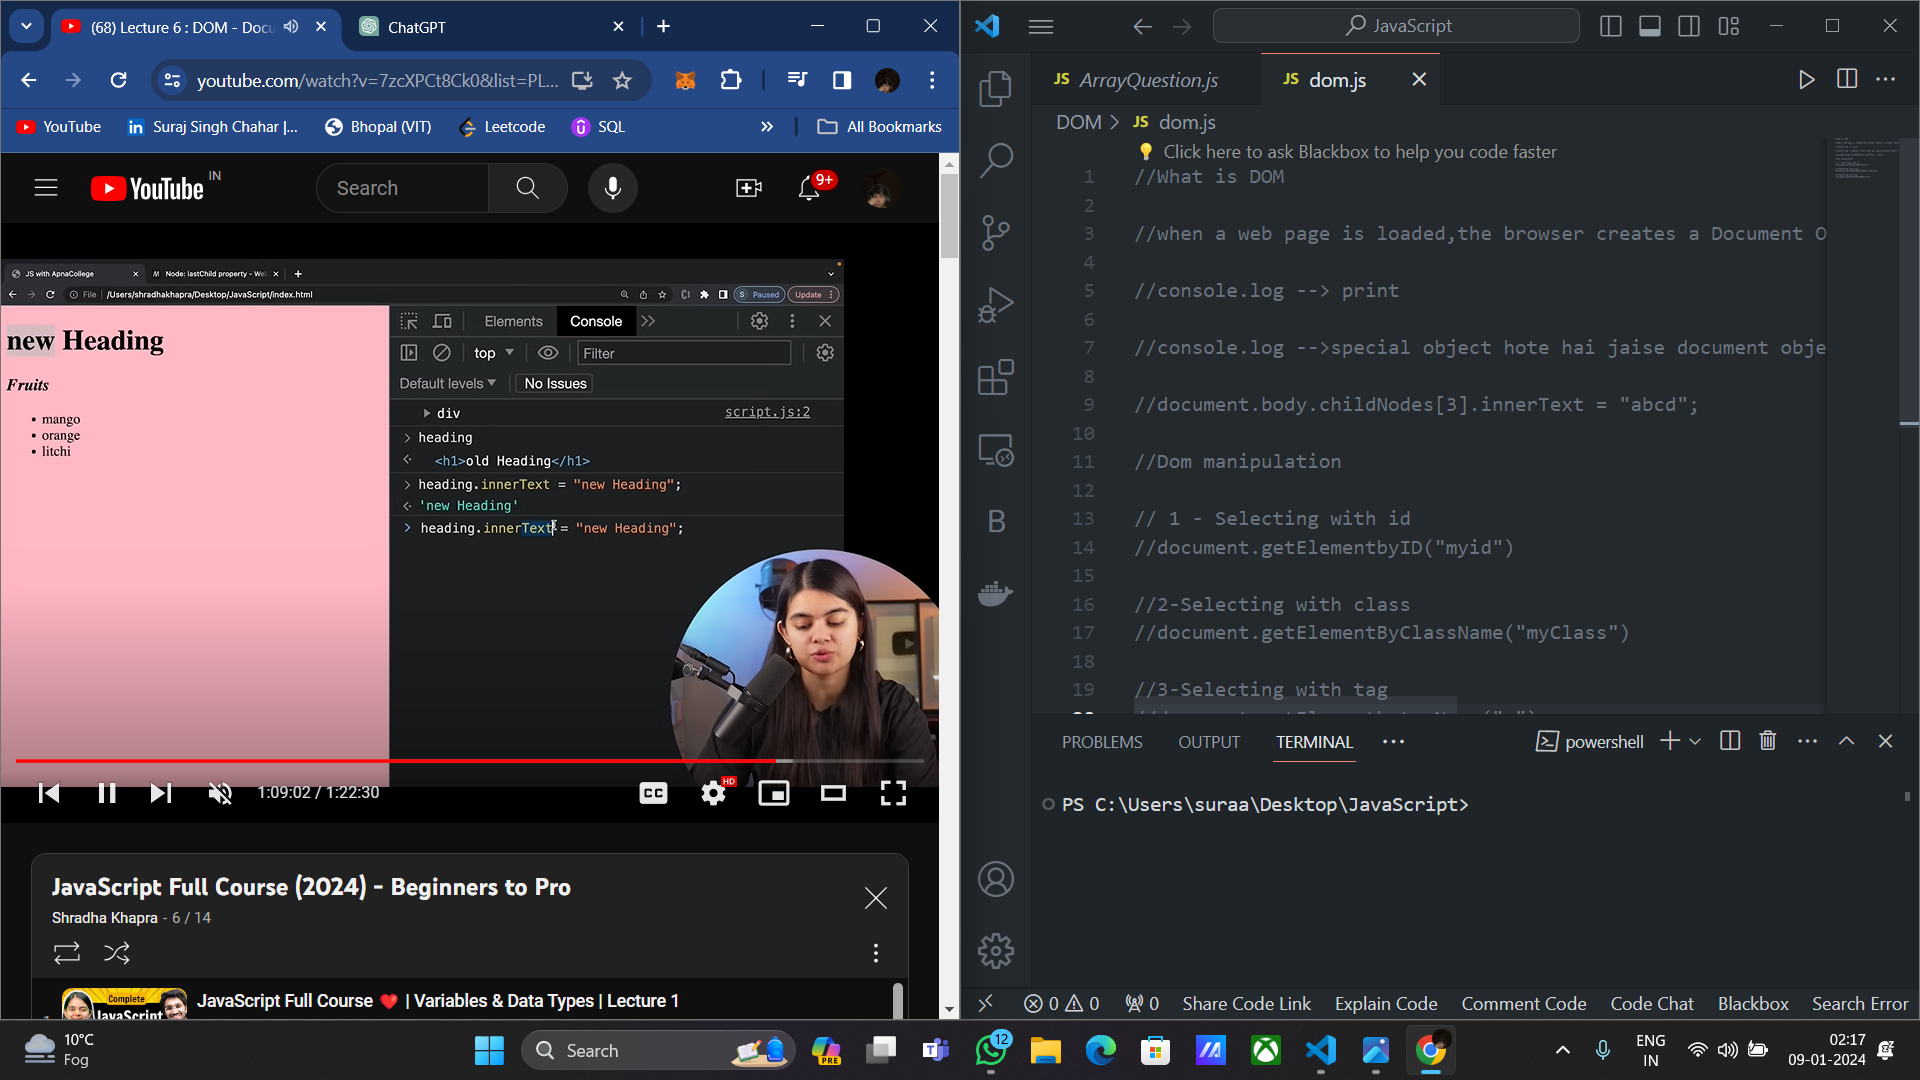 (68) Lecture 6 : DOM - Docu
ChatGPT
youtube.com/watch?v=7zcXPCt8Ck0&list=PL...
YouTube
Suraj Singh Chahar |...
Bhopal (VIT)
Leetcode
SQL
All Bookmarks
YouTube IN
Search
9+
JS with ApnaCollege
Node: lastChild property - We
File /Users/shradhakhapra/Desktop/JavaScript/index.html
S Paused
Update
new Heading
Fruits
• mango
• orange
• litchi
Elements
Console
top
Filter
Default levels
No Issues
div
script.js:2
heading
<h1>old Heading</h1>
heading.innerText = "new Heading";
'new Heading'
heading.innerText = "new Heading";
1:09:02 / 1:22:30
CC
HD
JavaScript Full Course (2024) - Beginners to Pro
Shradha Khapra - 6 / 14
Complete
JavaScript
JavaScript Full Course ❤️ | Variables & Data Types | Lecture 1
JavaScript
JS ArrayQuestion.js
JS dom.js
DOM > JS dom.js
Click here to ask Blackbox to help you code faster
1 //What is DOM
2
3 //when a web page is loaded,the browser creates a Document O
4
5 //console.log --> print
6
7 //console.log -->special object hote hai jaise document obje
8
9 //document.body.childNodes[3].innerText = "abcd";
10
11 //Dom manipulation
12
13 // 1 - Selecting with id
14 //document.getElementbyID("myid")
15
16 //2-Selecting with class
17 //document.getElementByClassName("myClass")
18
19 //3-Selecting with tag
PROBLEMS
OUTPUT
TERMINAL
powershell
PS C:\Users\suraa\Desktop\JavaScript>
0 0
0
Share Code Link
Explain Code
Comment Code
Code Chat
Blackbox
Search Error
10°C
Fog
Search
PRE
12
ENG
IN
02:17
09-01-2024